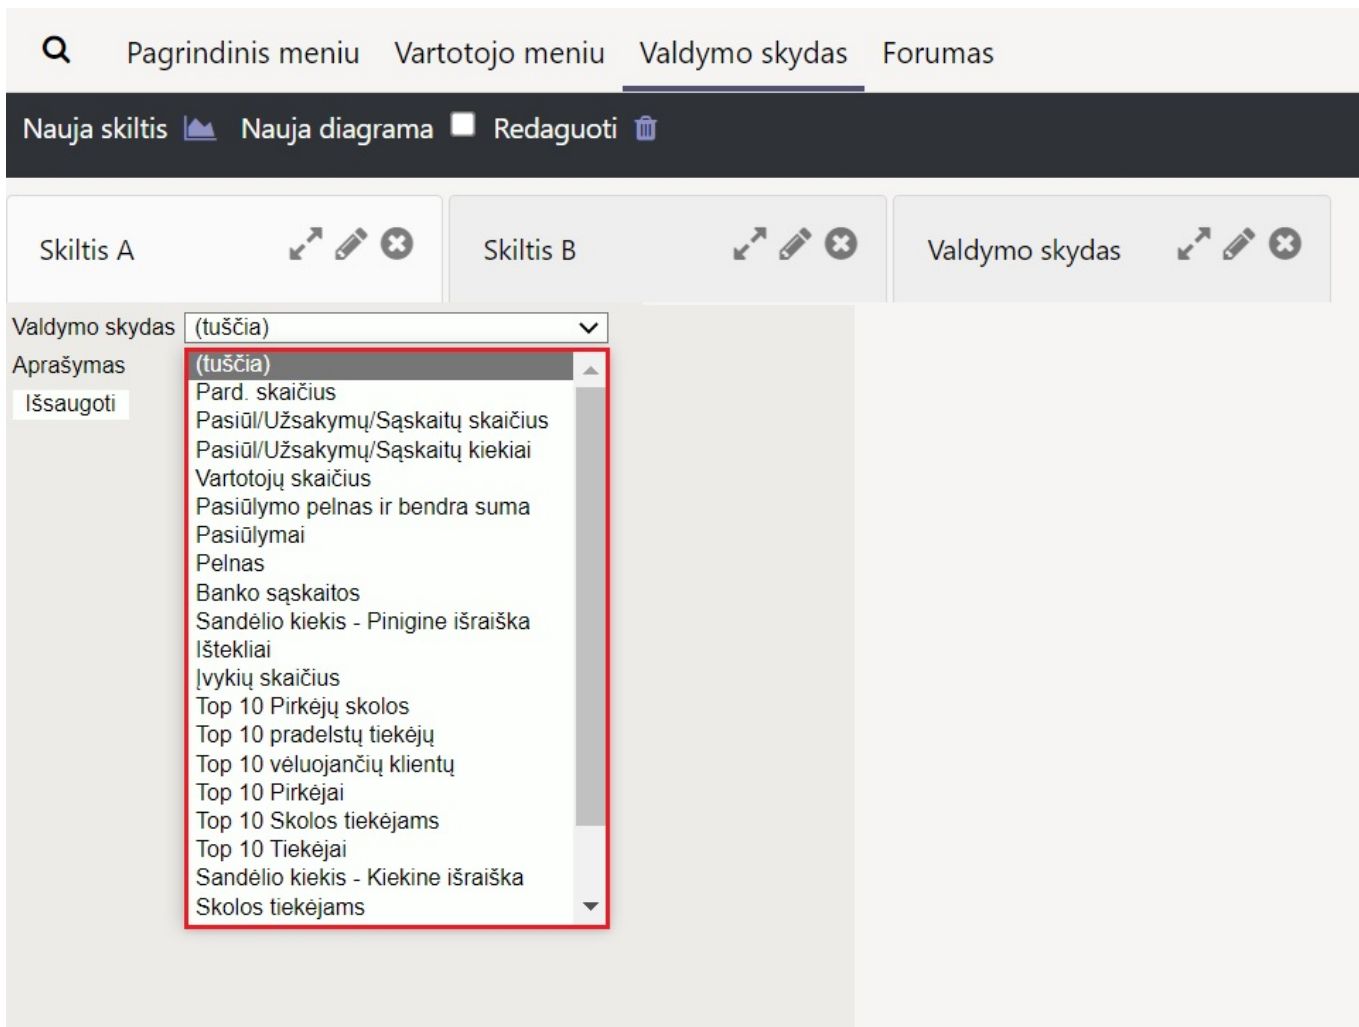 Pagrindinis meniu Vartotojo meniu Valdymo skydas Forumas
Nauja skiltis Nauja diagrama Redaguoti
Skiltis A Skiltis B Valdymo skydas
Valdymo skydas (tuščia)
Aprašymas
Išsaugoti
(tuščia)
Pard. skaičius
Pasiūl/Užsakymų/Sąskaitų skaičius
Pasiūl/Užsakymų/Sąskaitų kiekiai
Vartotojų skaičius
Pasiūlymo pelnas ir bendra suma
Pasiūlymai
Pelnas
Banko sąskaitos
Sandėlio kiekis - Pinigine išraiška
Ištekliai
Įvykių skaičius
Top 10 Pirkėjų skolos
Top 10 pradelstų tiekėjų
Top 10 vėluojančių klientų
Top 10 Pirkėjai
Top 10 Skolos tiekėjams
Top 10 Tiekėjai
Sandėlio kiekis - Kiekine išraiška
Skolos tiekėjams